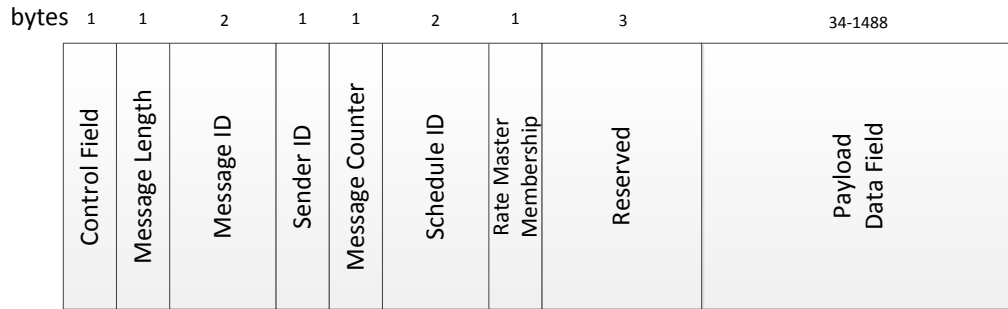 bytes 1 1 2 1 1 2 1 3 34-1488
Control Field
Message Length
Message ID
Sender ID
Message Counter
Schedule ID
Rate Master
Membership
Reserved
Payload
Data Field